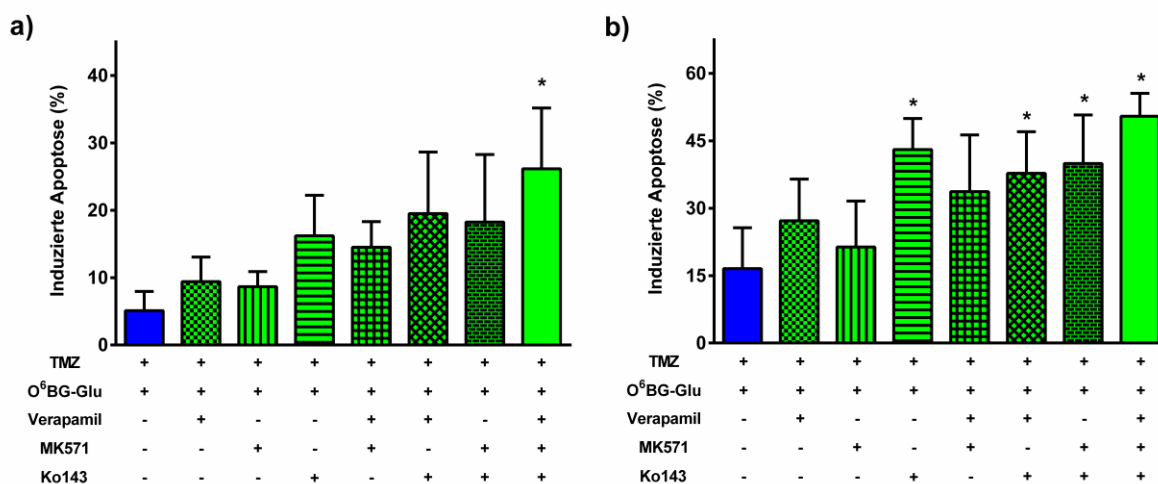 a)
Induzierte Apoptose (%)
40
30
20
10
0
*
TMZ + + + + + + + +
O⁶BG-Glu + + + + + + + +
Verapamil - + - - + + - +
MK571 - - + - + - + +
Ko143 - - - + - + + +
b)
Induzierte Apoptose (%)
60
45
30
15
0
* * * *
TMZ + + + + + + + +
O⁶BG-Glu + + + + + + + +
Verapamil - + - - + + - +
MK571 - - + - + - + +
Ko143 - - - + - + + +